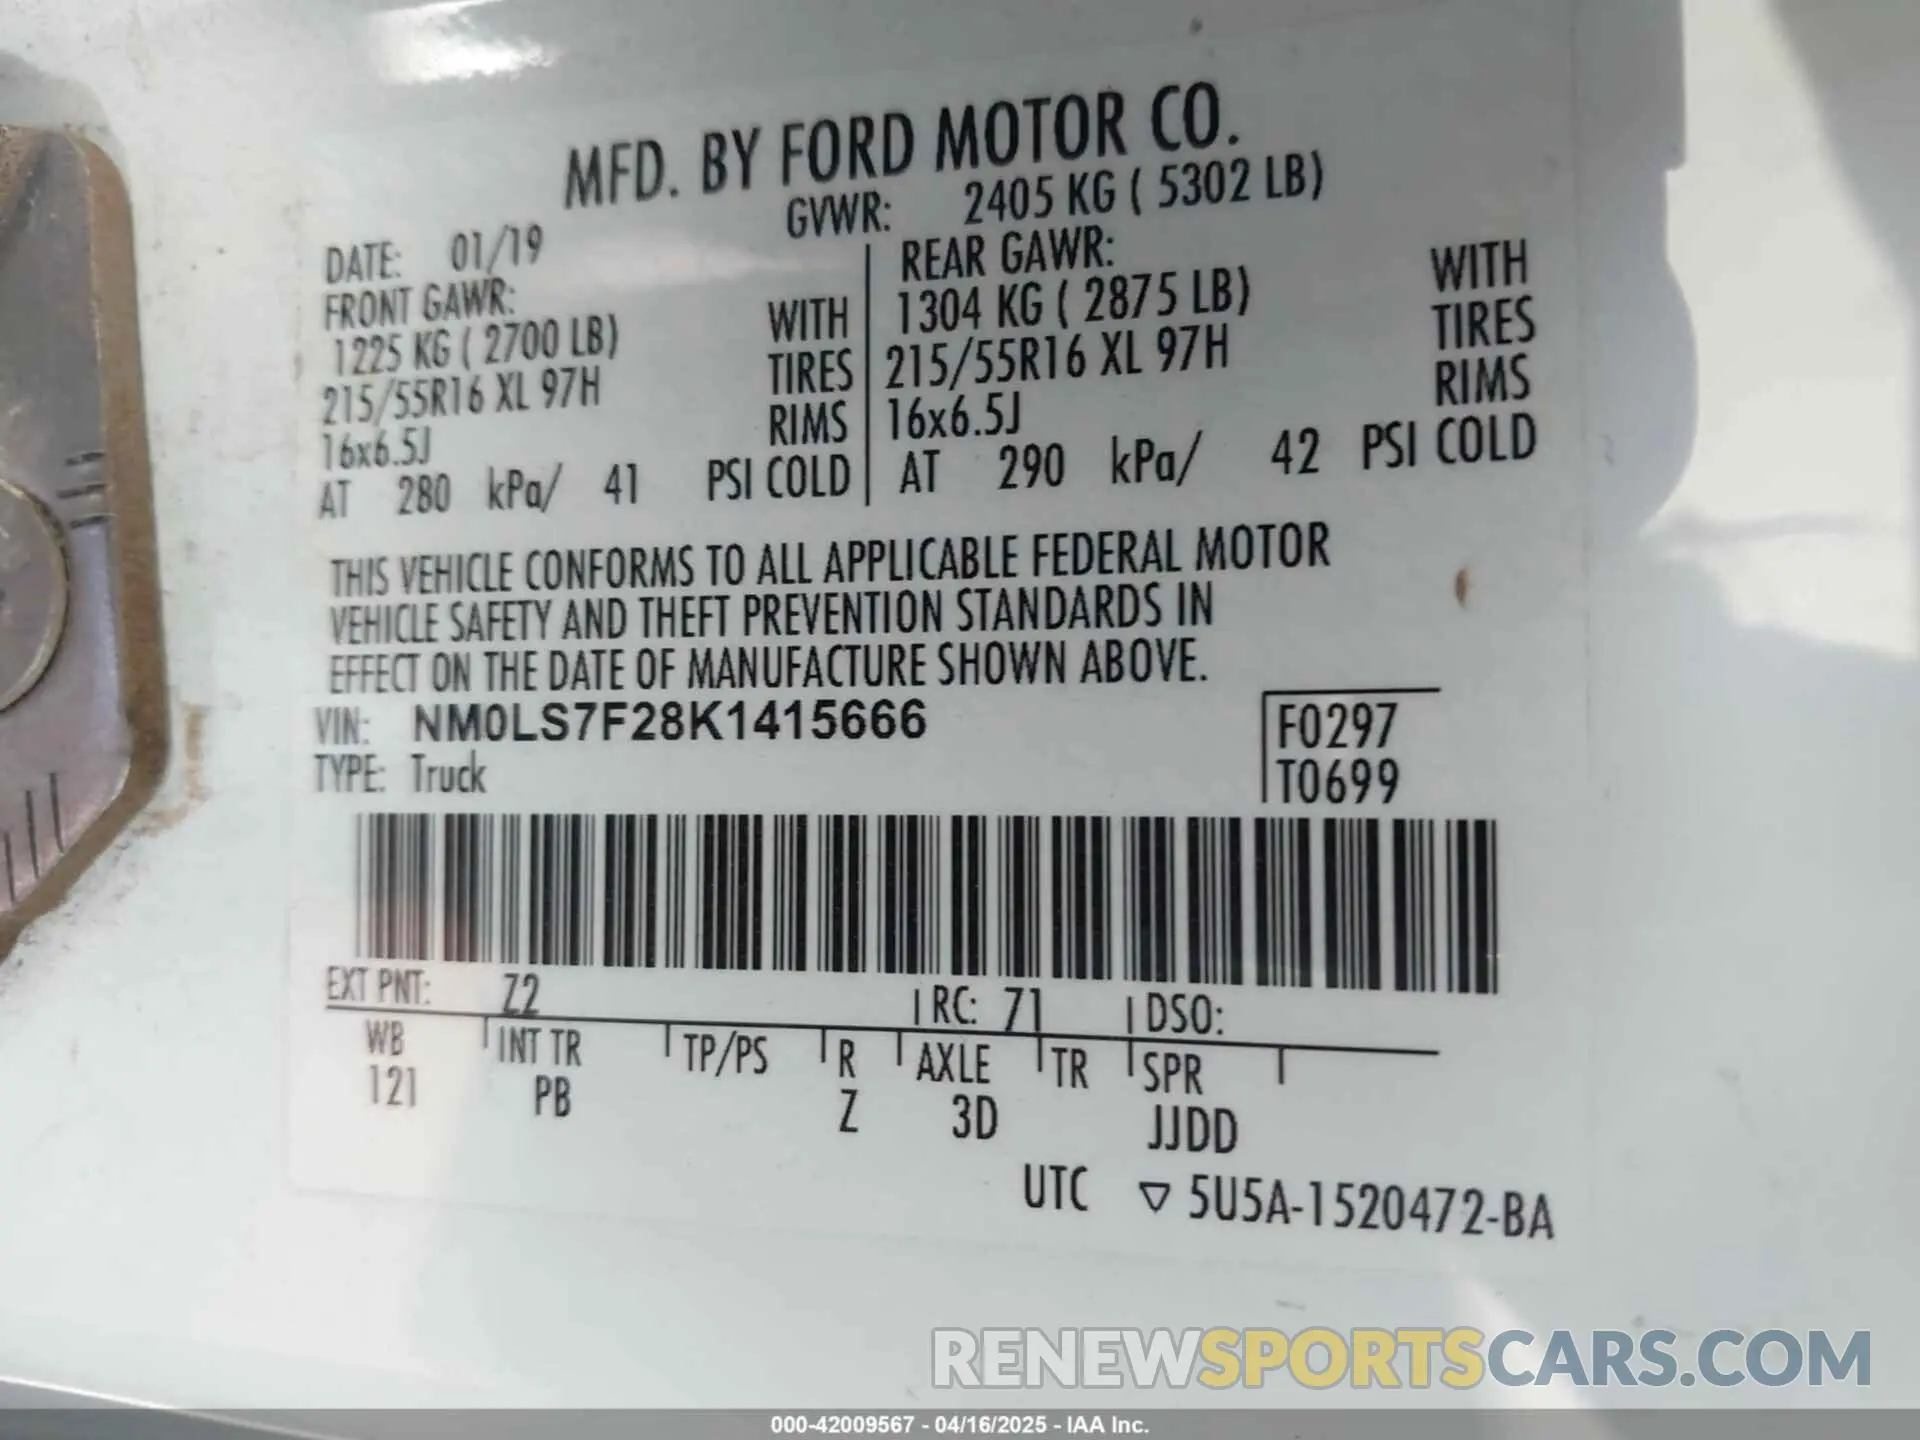 MFD. BY FORD MOTOR CO.
DATE: 01/19 GVWR: 2405 KG ( 5302 LB)
FRONT GAWR: REAR GAWR:
1225 KG ( 2700 LB) WITH 1304 KG ( 2875 LB) WITH
215/55R16 XL 97H TIRES 215/55R16 XL 97H TIRES
16x6.5J RIMS 16x6.5J RIMS
AT 280 kPa/ 41 PSI COLD AT 290 kPa/ 42 PSI COLD
THIS VEHICLE CONFORMS TO ALL APPLICABLE FEDERAL MOTOR
VEHICLE SAFETY AND THEFT PREVENTION STANDARDS IN
EFFECT ON THE DATE OF MANUFACTURE SHOWN ABOVE.
VIN: NM0LS7F28K1415666 F0297
TYPE: Truck T0699
EXT PNT: Z2 RC: 71 DSO:
WB INT TR TP/PS R AXLE TR SPR
121 PB Z 3D JJDD
UTC ▽ 5U5A-1520472-BA
RENEWSPORTSCARS.COM
000-42009567 - 04/16/2025 - IAA Inc.